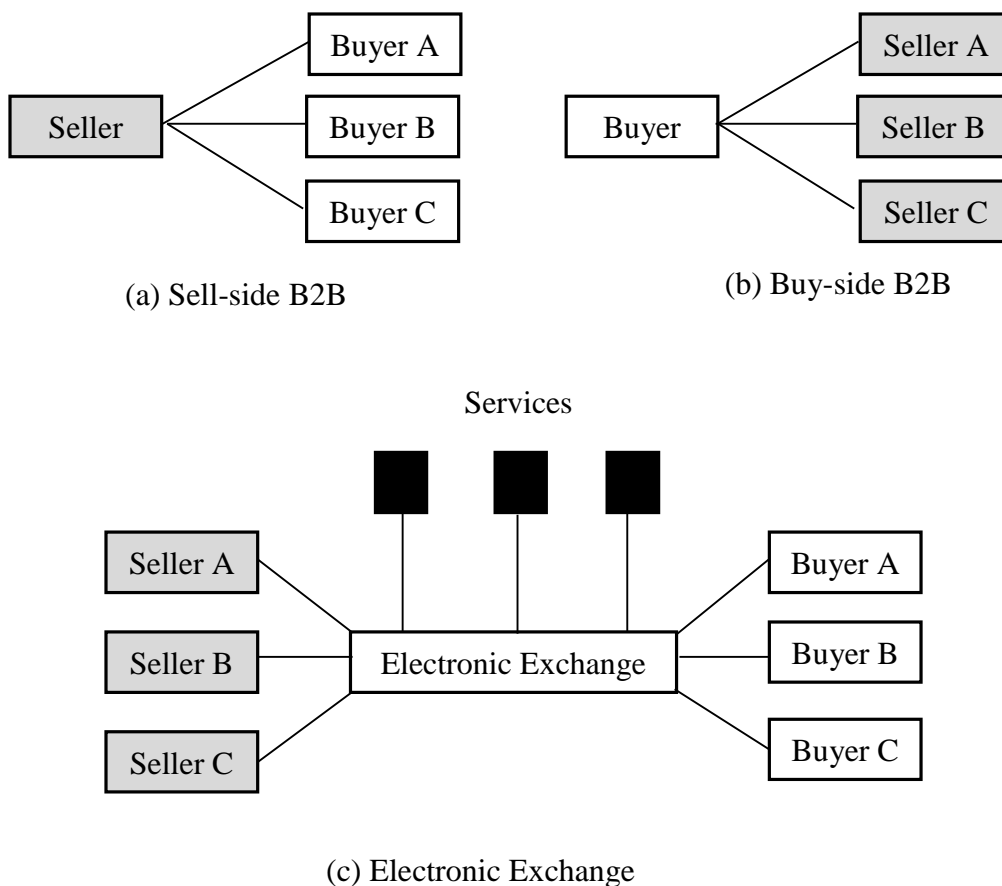 Buyer A
Seller
Buyer B
Buyer C
(a) Sell-side B2B
Seller A
Buyer
Seller B
Seller C
(b) Buy-side B2B
Services
Seller A
Seller B
Seller C
Electronic Exchange
Buyer A
Buyer B
Buyer C
(c) Electronic Exchange